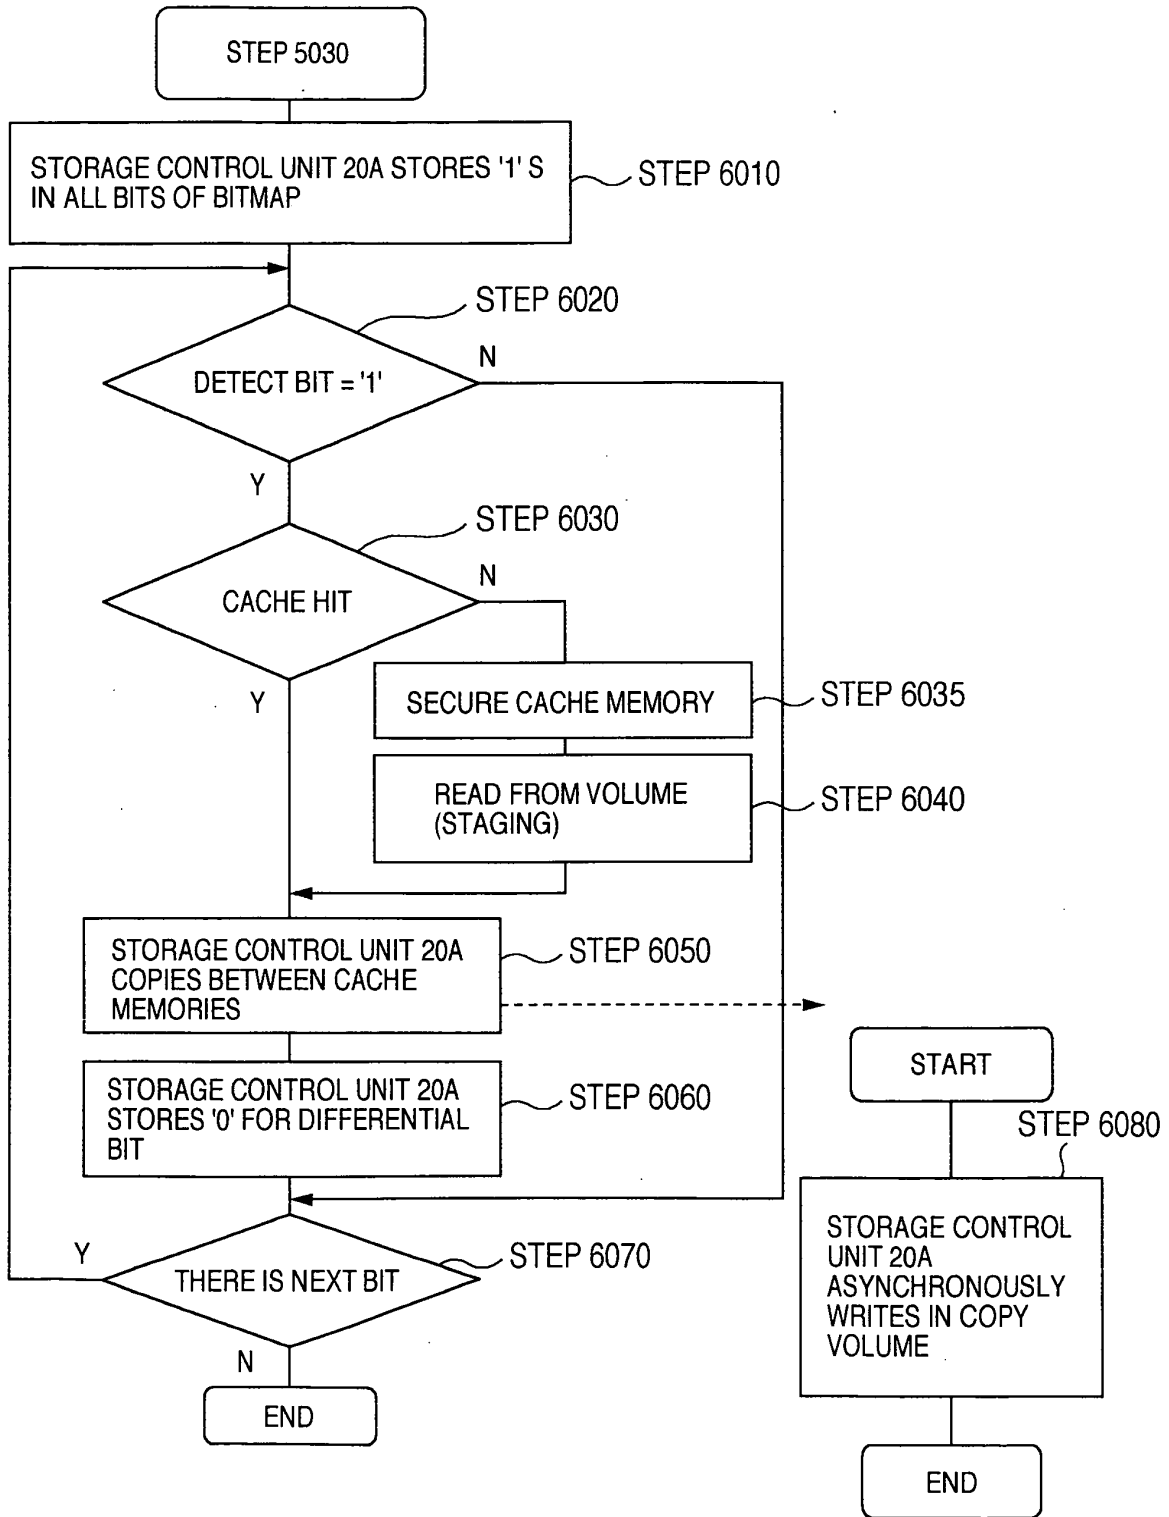 STEP 5030
STORAGE CONTROL UNIT 20A STORES '1' S
IN ALL BITS OF BITMAP
STEP 6010
STEP 6020
N
DETECT BIT = '1'
Y
STEP 6030
N
CACHE HIT
Y
SECURE CACHE MEMORY
STEP 6035
READ FROM VOLUME
(STAGING)
STEP 6040
STORAGE CONTROL UNIT 20A
COPIES BETWEEN CACHE
MEMORIES
STEP 6050
STORAGE CONTROL UNIT 20A
STORES '0' FOR DIFFERENTIAL
BIT
STEP 6060
Y
THERE IS NEXT BIT
STEP 6070
N
END
START
STEP 6080
STORAGE CONTROL
UNIT 20A
ASYNCHRONOUSLY
WRITES IN COPY
VOLUME
END